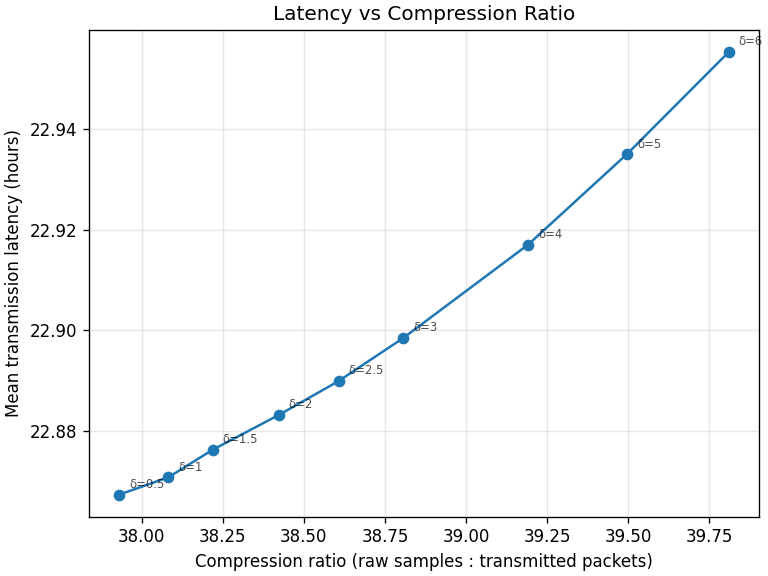 Latency vs Compression Ratio
Mean transmission latency (hours)
22.94
22.92
22.90
22.88
δ=6
δ=5
δ=4
δ=3
δ=2.5
δ=2
δ=1.5
δ=1
δ=0.5
38.00 38.25 38.50 38.75 39.00 39.25 39.50 39.75
Compression ratio (raw samples : transmitted packets)